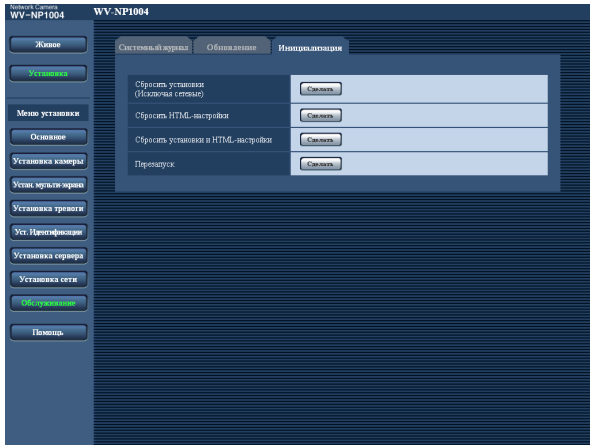 Network Camera
WV-NP1004
WV-NP1004
Живое
Установка
Меню установки
Основное
Установка камеры
Устан. мульти-экрана
Установка тревоги
Уст. Идентификации
Установка сервера
Установка сети
Обслуживание
Помощь
Системный журнал
Обновление
Инициализация
Сбросить установки
(Исключая сетевые)
Сделать
Сбросить HTML-настройки
Сделать
Сбросить установки и HTML-настройки
Сделать
Перезапуск
Сделать